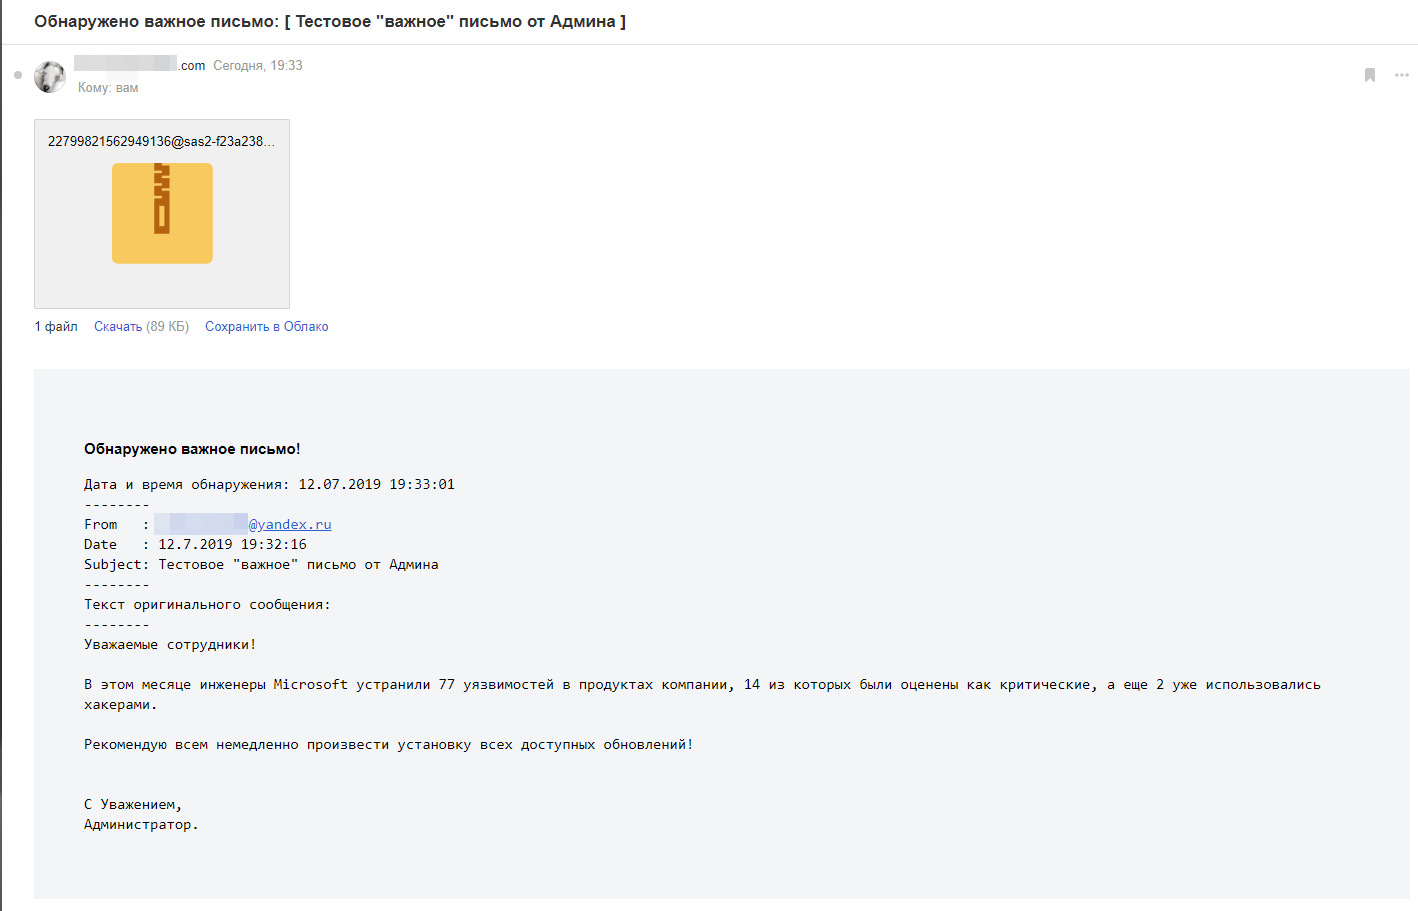 Обнаружено важное письмо: [ Тестовое "важное" письмо от Админа ]
.com Сегодня, 19:33
Кому: вам
22799821562949136@sas2-f23a238...
1 файл Скачать (89 КБ) Сохранить в Облако
Обнаружено важное письмо!
Дата и время обнаружения: 12.07.2019 19:33:01
--------
From : @yandex.ru
Date : 12.7.2019 19:32:16
Subject: Тестовое "важное" письмо от Админа
--------
Текст оригинального сообщения:
--------
Уважаемые сотрудники!
В этом месяце инженеры Microsoft устранили 77 уязвимостей в продуктах компании, 14 из которых были оценены как критические, а еще 2 уже использовались
хакерами.
Рекомендую всем немедленно произвести установку всех доступных обновлений!
С Уважением,
Администратор.